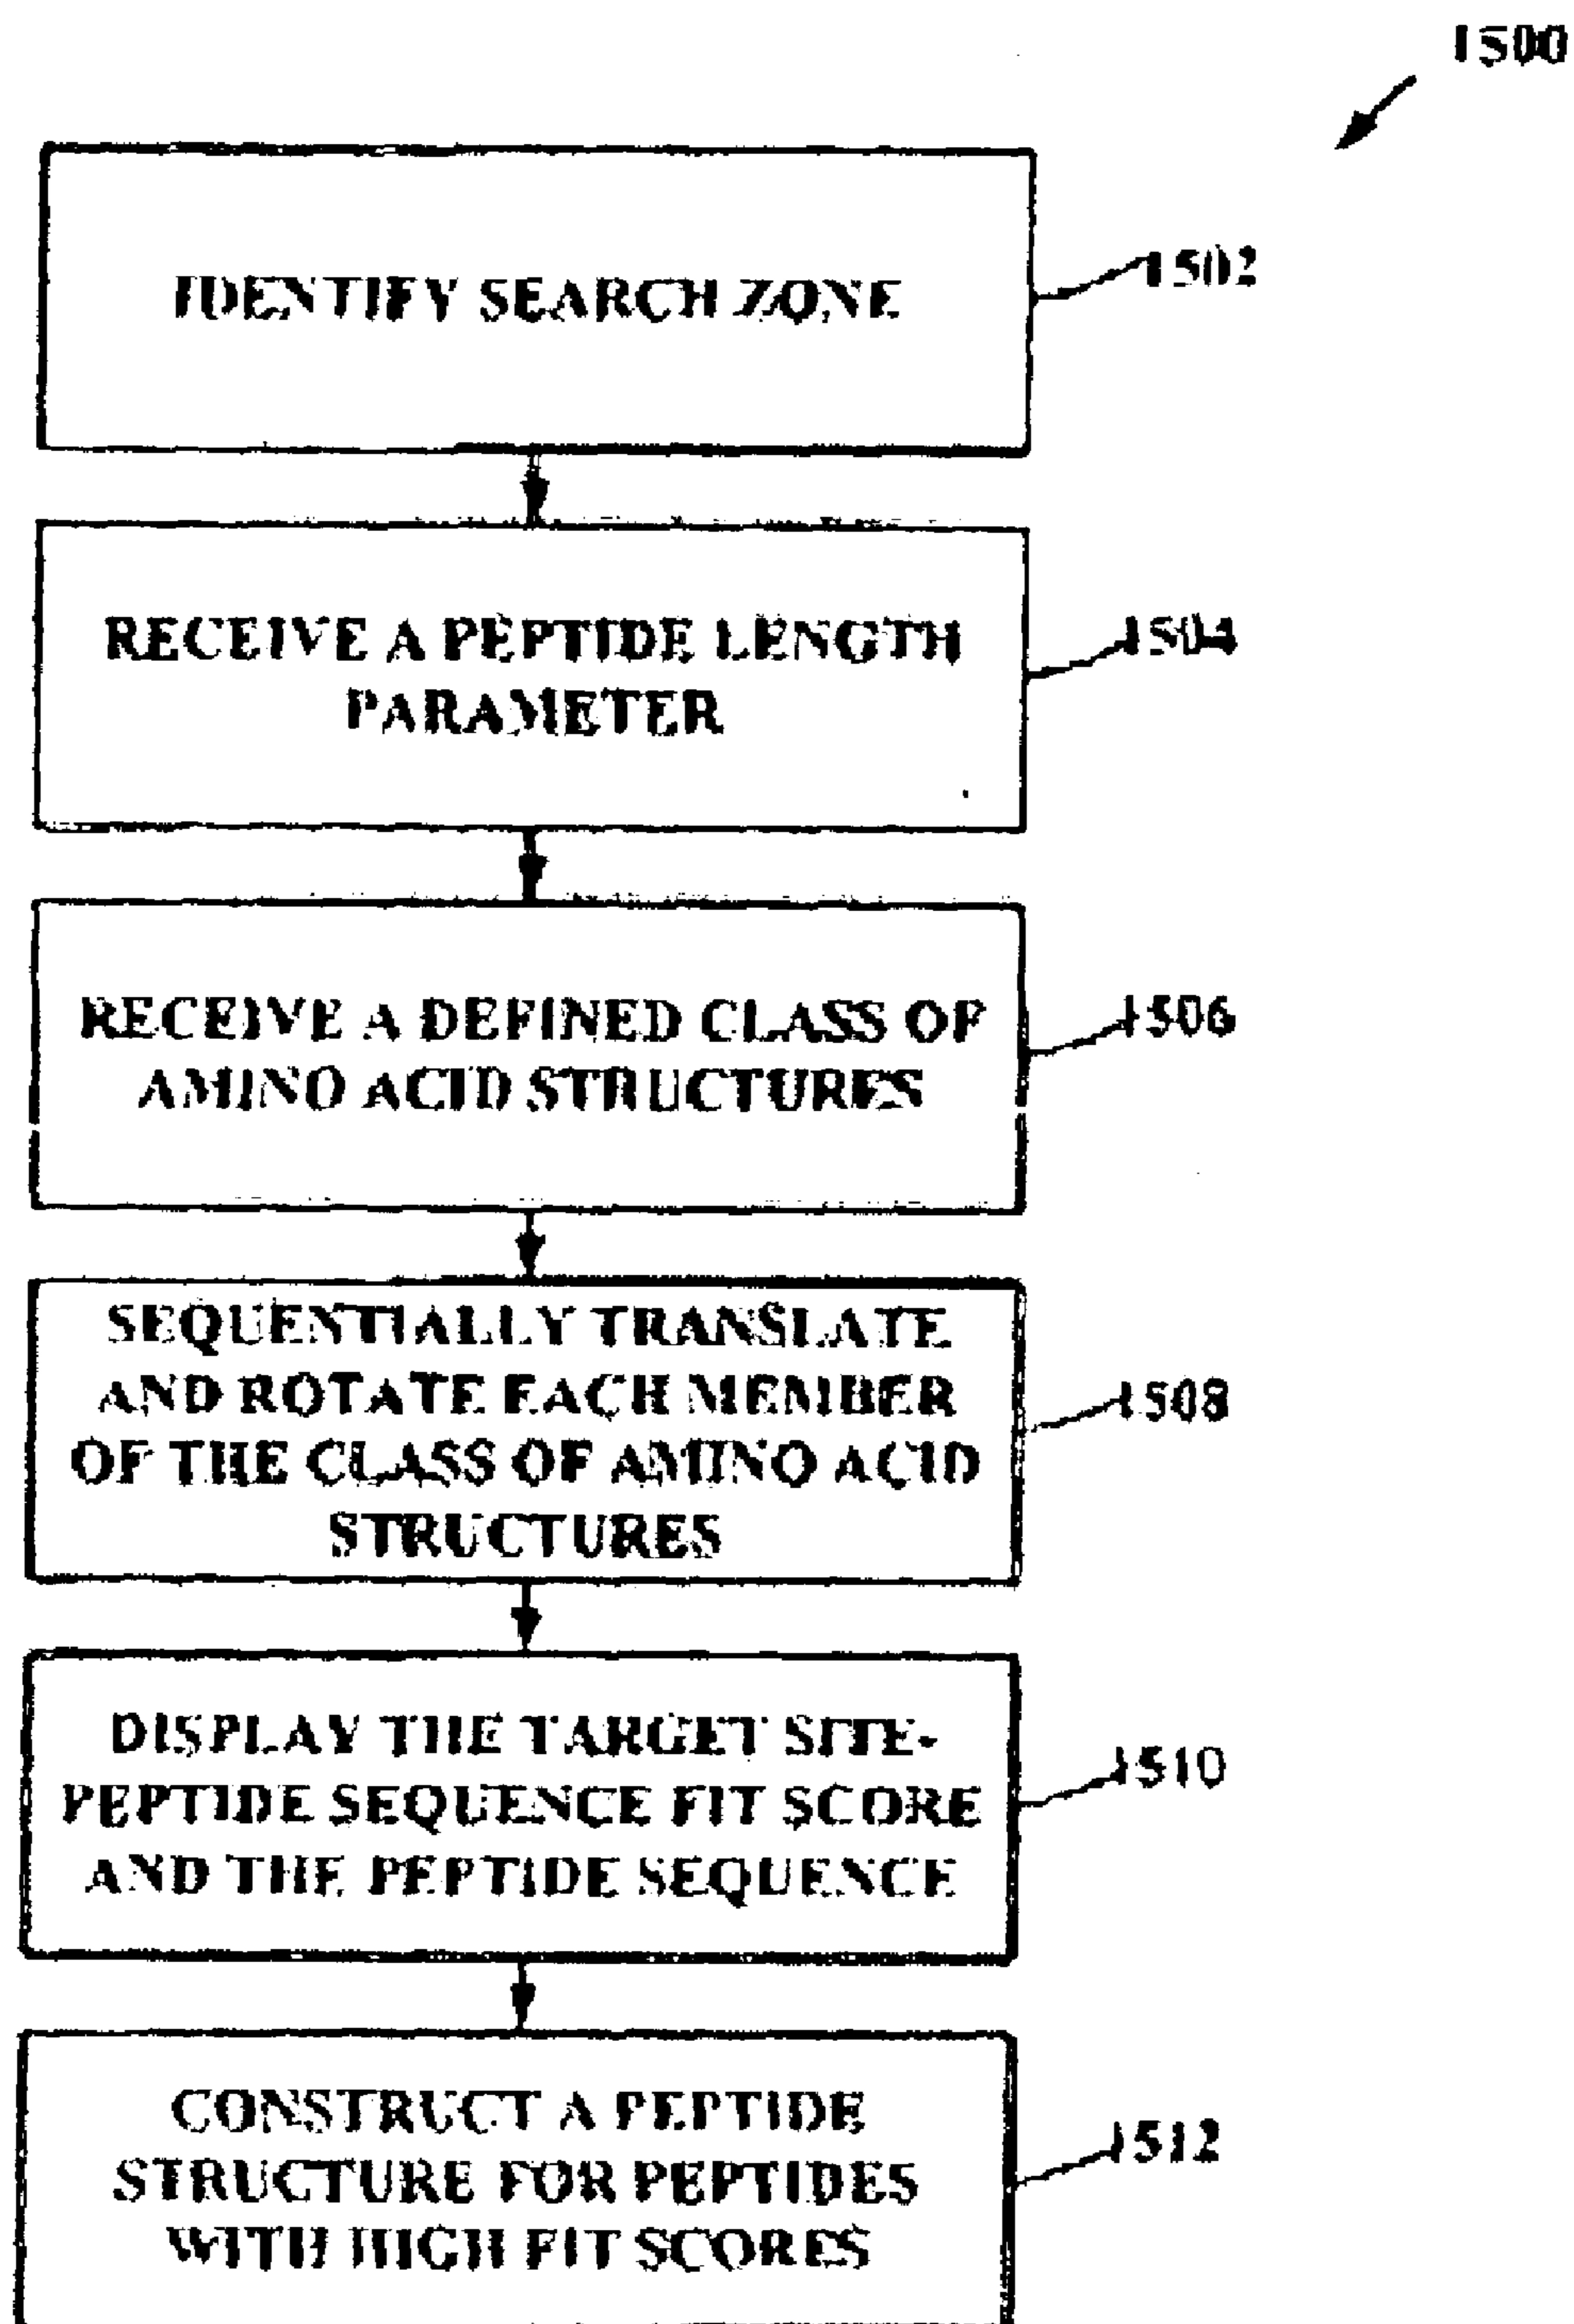 1500
IDENTIFY SEARCH ZONE
1502
RECEIVE A PEPTIDE LENGTH
PARAMETER
1504
RECEIVE A DEFINED CLASS OF
AMINO ACID STRUCTURES
1506
SEQUENTIALLY TRANSLATE
AND ROTATE EACH MEMBER
OF THE CLASS OF AMINO ACID
STRUCTURES
1508
DISPLAY THE TARGET SITE-
PEPTIDE SEQUENCE FIT SCORE
AND THE PEPTIDE SEQUENCE
1510
CONSTRUCT A PEPTIDE
STRUCTURE FOR PEPTIDES
WITH HIGH FIT SCORES
1512